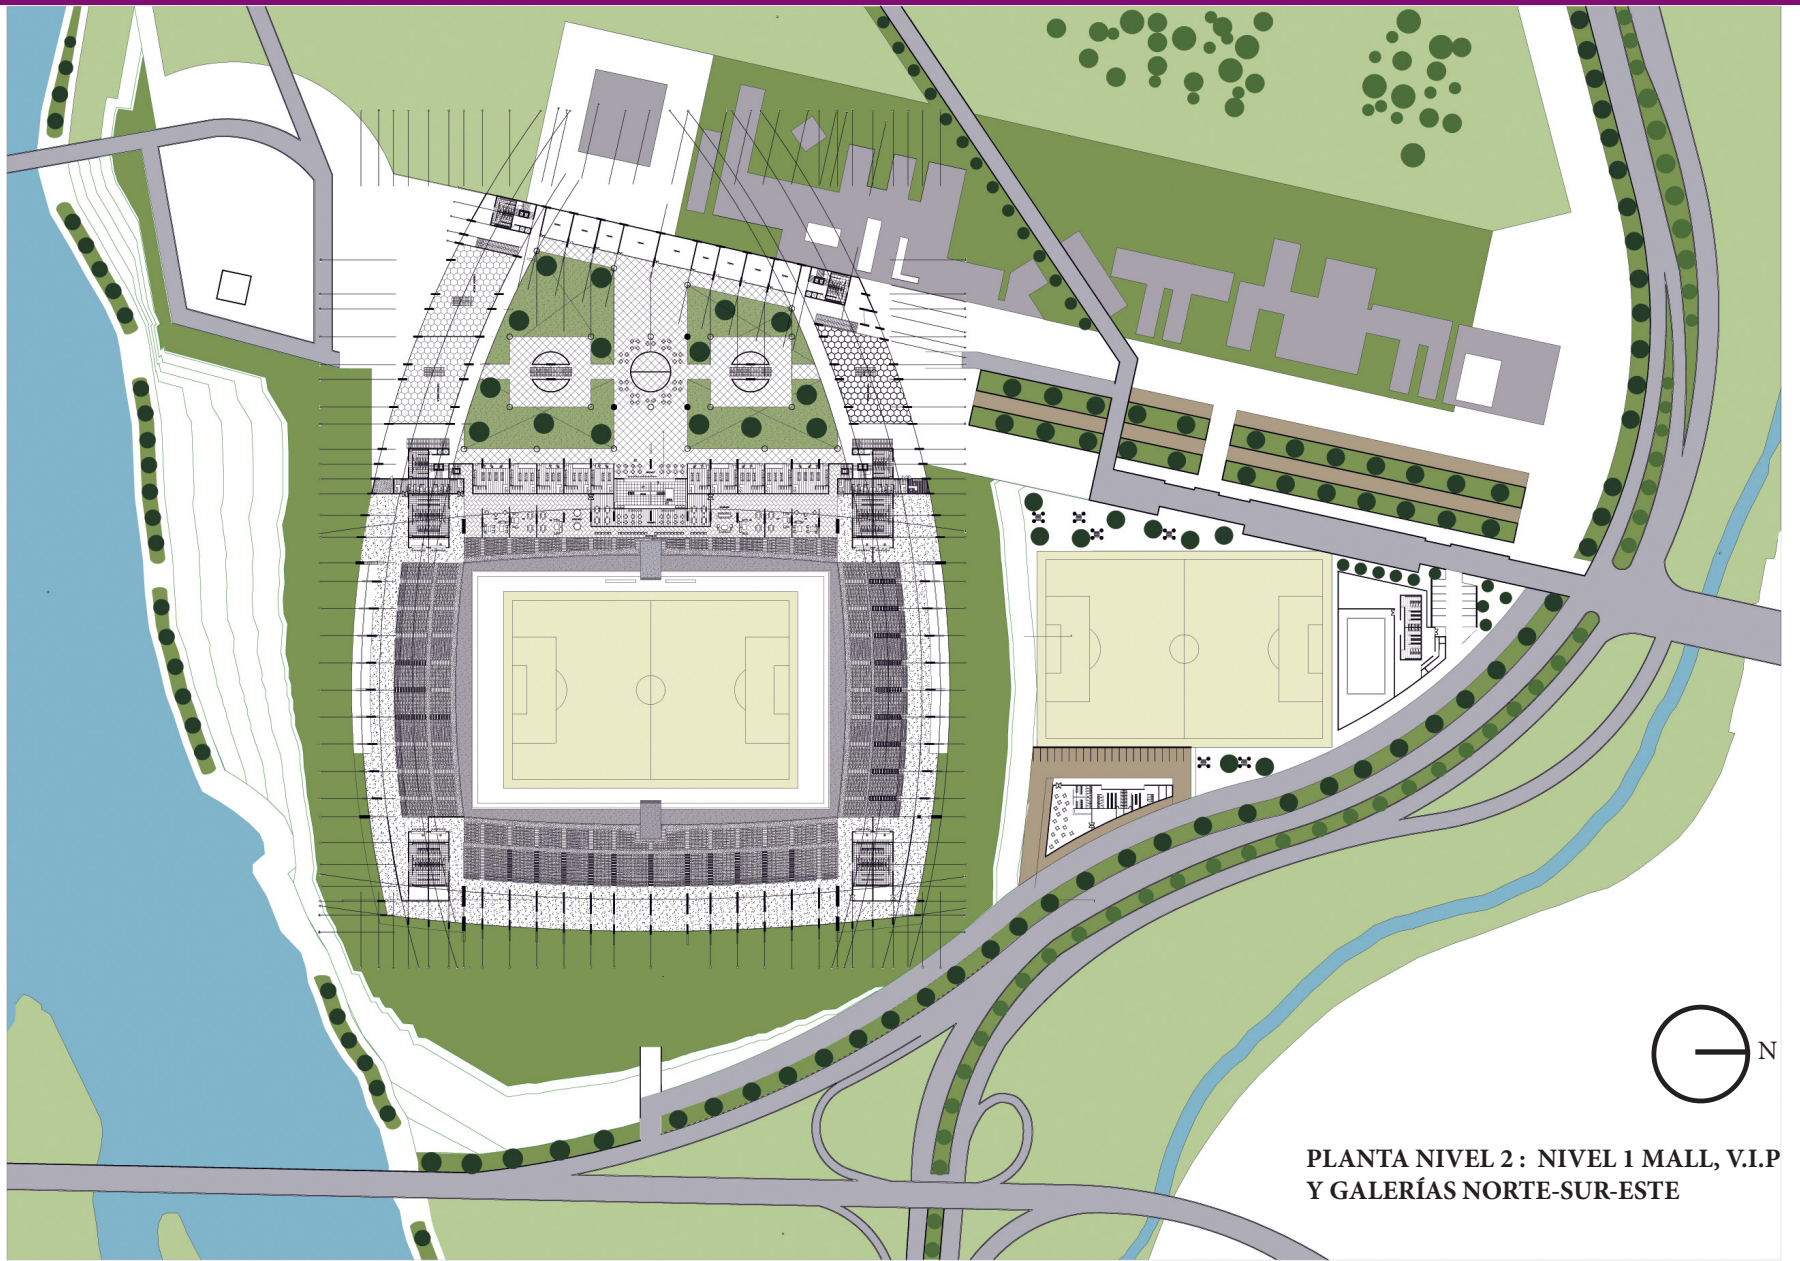 N
PLANTA NIVEL 2 : NIVEL 1 MALL, V.I.P
Y GALERÍAS NORTE-SUR-ESTE